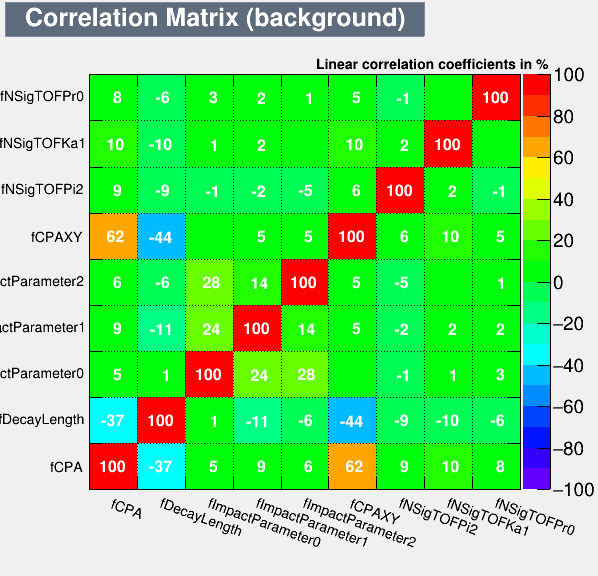 Correlation Matrix (background)
Linear correlation coefficients in %
fNSigTOFPr0 8 -6 3 2 1 5 -1 100
fNSigTOFKa1 10 -10 1 2 10 2 100
fNSigTOFPi2 9 -9 -1 -2 -5 6 100 2 -1
fCPAXY 62 -44 5 5 100 6 10 5
ctParameter2 6 -6 28 14 100 5 -5 1
actParameter1 9 -11 24 100 14 5 -2 2 2
ctParameter0 5 1 100 24 28 -1 1 3
fDecayLength -37 100 1 -11 -6 -44 -9 -10 -6
fCPA 100 -37 5 9 6 62 9 10 8
fCPA fDecayLength fImpactParameter0 fImpactParameter1 fImpactParameter2 fCPAXY fNSigTOFPi2 fNSigTOFKa1 fNSigTOFPr0
100
80
60
40
20
0
−20
−40
−60
−80
−100